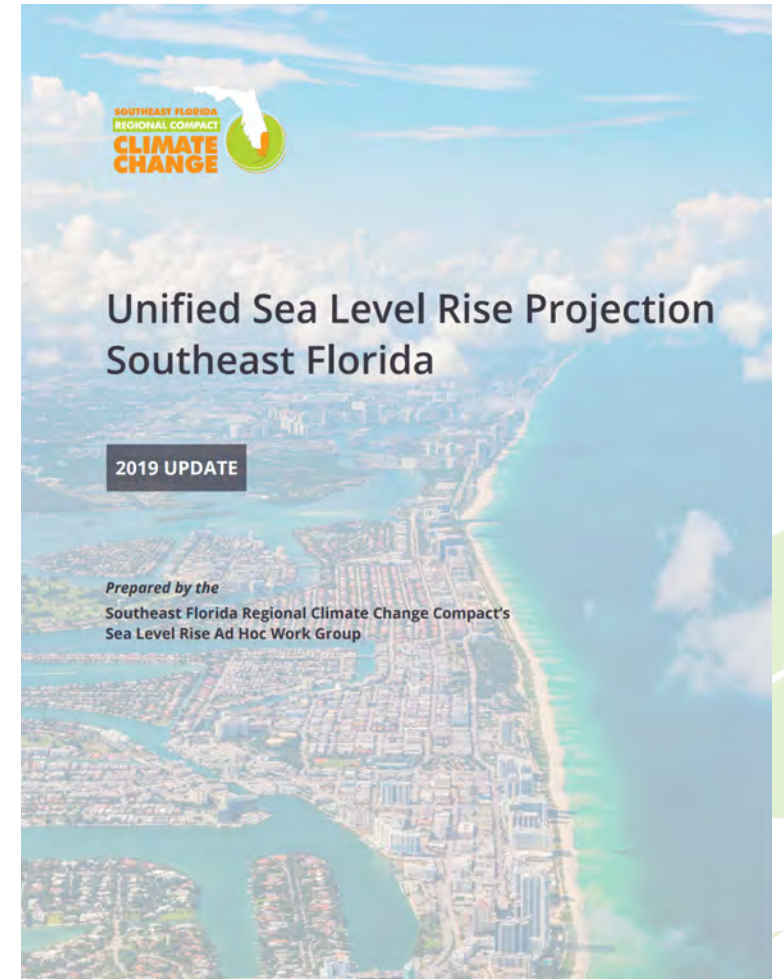 SOUTHEAST FLORIDA
REGIONAL COMPACT
CLIMATE
CHANGE
Unified Sea Level Rise Projection
Southeast Florida
2019 UPDATE
Prepared by the
Southeast Florida Regional Climate Change Compact's
Sea Level Rise Ad Hoc Work Group